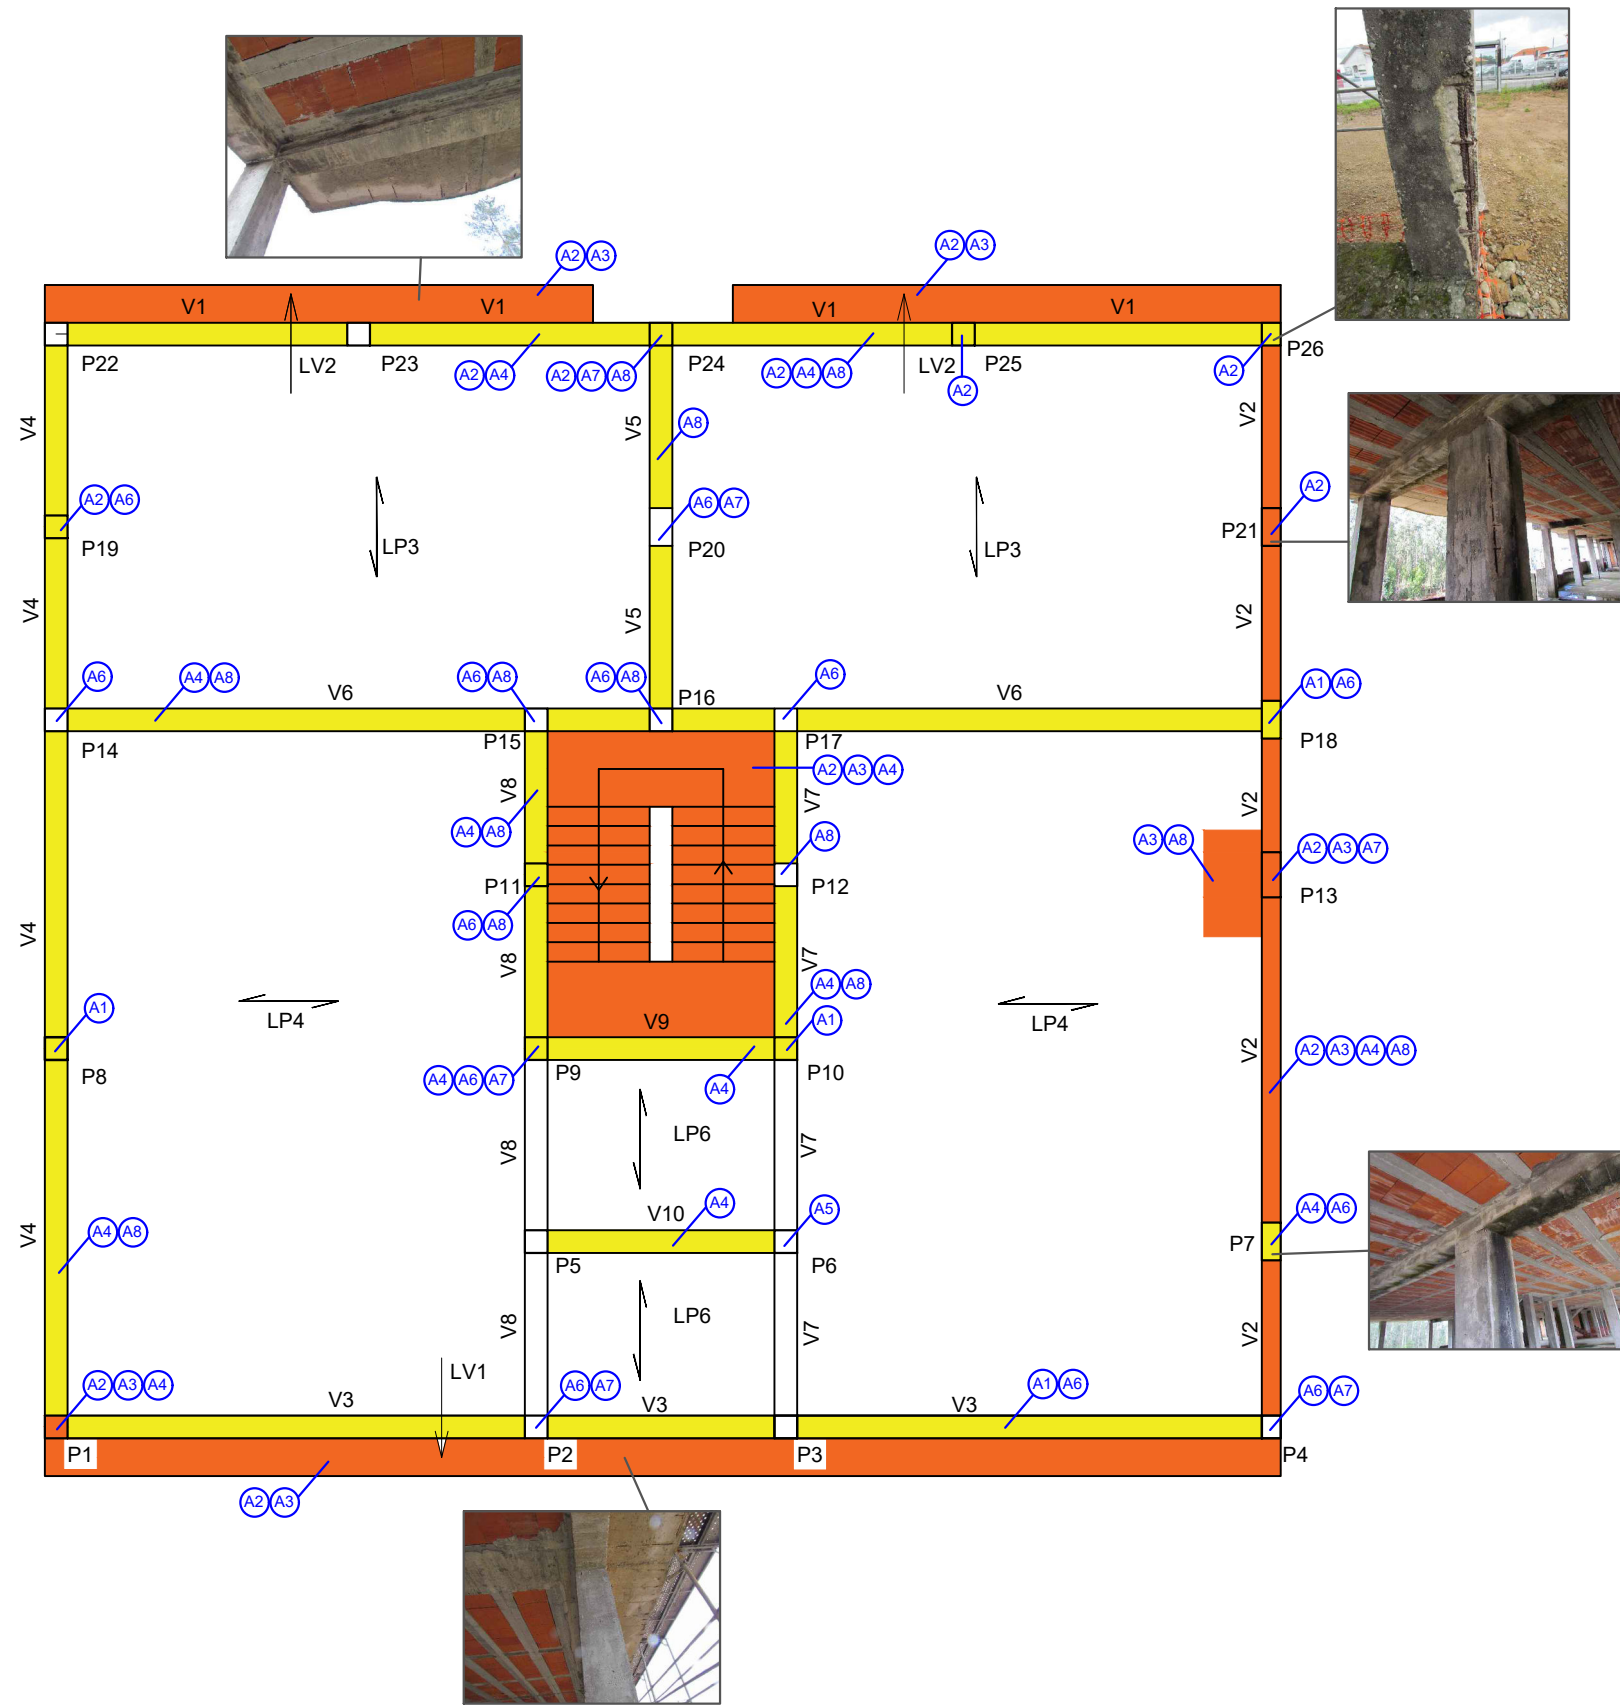 A2 A3
A2 A3
V1 V1 V1 V1
P22 LV2 P23 P24 LV2 P25 P26
A2 A4 A2 A7 A8 A2 A4 A8 A2 A2
V4 V5 A8 V2
A2 A6 A6 A7 A2
P19 LP3 P20 LP3 P21
V4 V5 V2
A6 A4 A8 V6 A6 A8 A6 A8 P16 A6 V6 A1 A6
P14 P15 P17 P18
A2 A3 A4
V8 V7 V2
A4 A8 A8 A3 A8 A2 A3 A7
P11 P12 P13
A6 A8
V4 V8 V7
A4 A8
A1 LP4 V9 A1 LP4 V2 A2 A3 A4 A8
P8 A4 A6 A7 P9 A4 P10
V8 LP6 V7
V4 A4 A8 V10 A4 A5 A4 A6
P5 P6 P7
V8 LP6 V7 V2
A2 A3 A4 V3 LV1 A6 A7 V3 V3 A1 A6 A6 A7
P1 P2 P3 P4
A2 A3